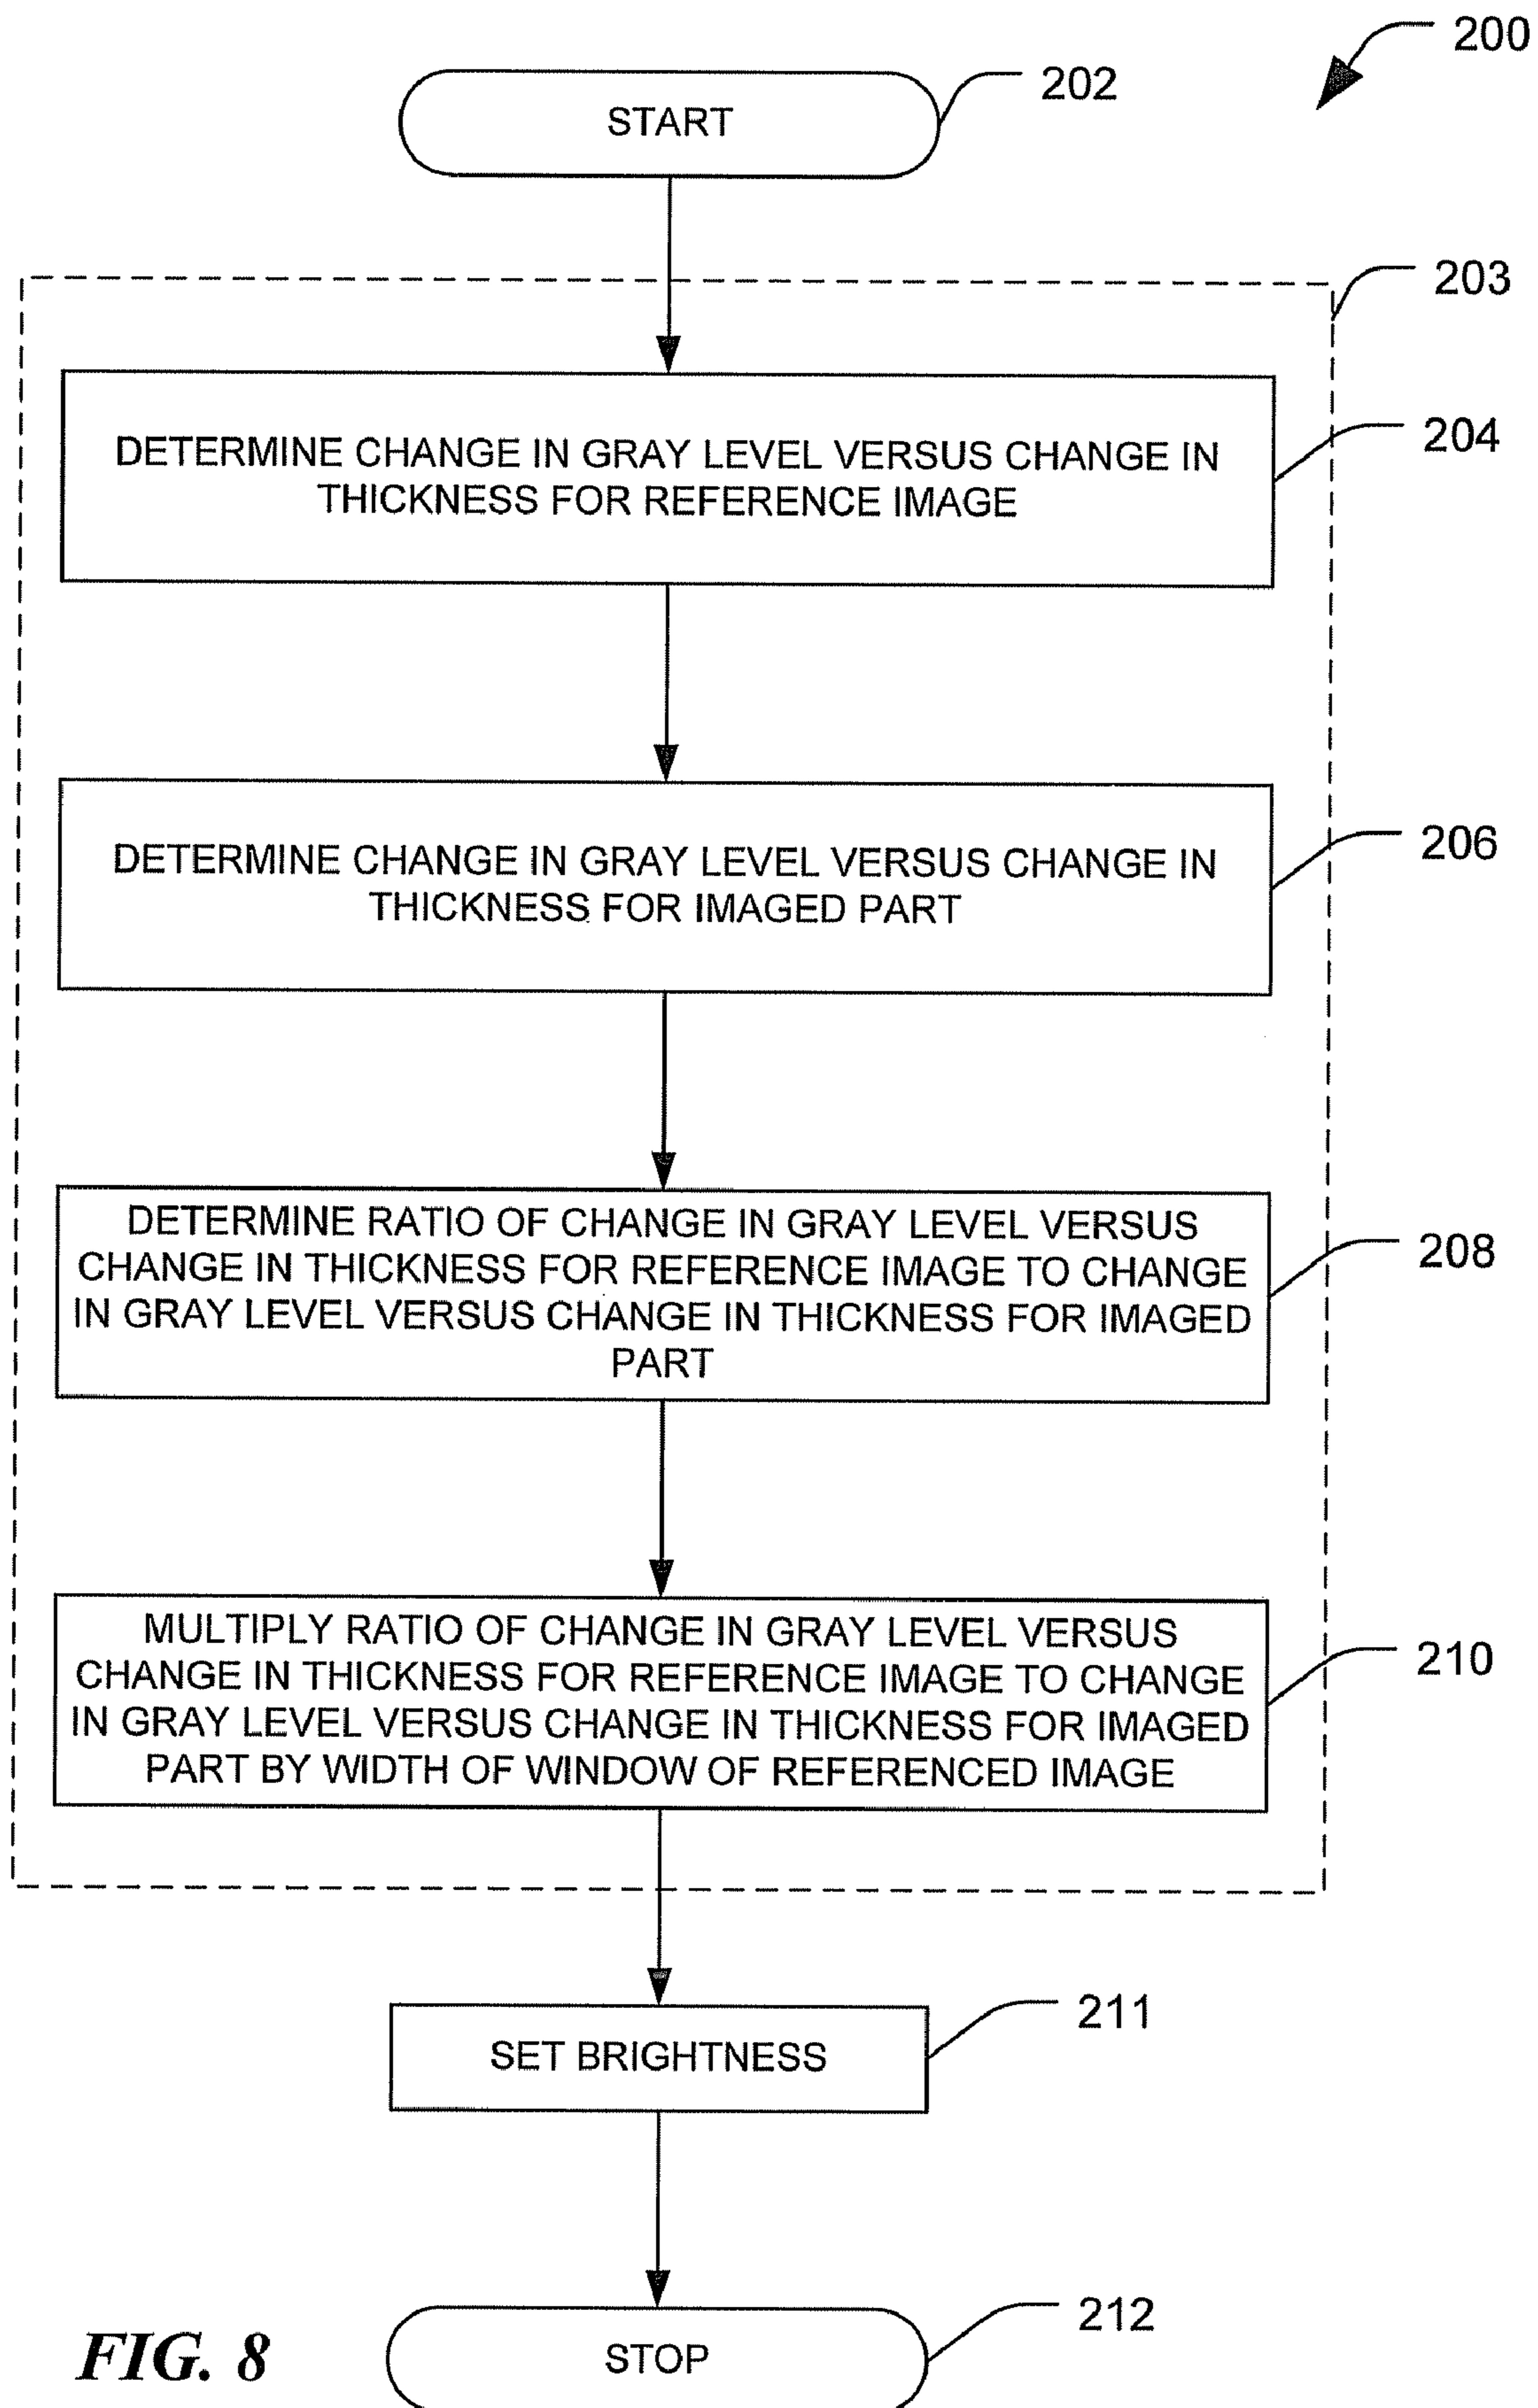 200
START
202
203
DETERMINE CHANGE IN GRAY LEVEL VERSUS CHANGE IN
THICKNESS FOR REFERENCE IMAGE
204
DETERMINE CHANGE IN GRAY LEVEL VERSUS CHANGE IN
THICKNESS FOR IMAGED PART
206
DETERMINE RATIO OF CHANGE IN GRAY LEVEL VERSUS
CHANGE IN THICKNESS FOR REFERENCE IMAGE TO CHANGE
IN GRAY LEVEL VERSUS CHANGE IN THICKNESS FOR IMAGED
PART
208
MULTIPLY RATIO OF CHANGE IN GRAY LEVEL VERSUS
CHANGE IN THICKNESS FOR REFERENCE IMAGE TO CHANGE
IN GRAY LEVEL VERSUS CHANGE IN THICKNESS FOR IMAGED
PART BY WIDTH OF WINDOW OF REFERENCED IMAGE
210
SET BRIGHTNESS
211
STOP
212
FIG. 8